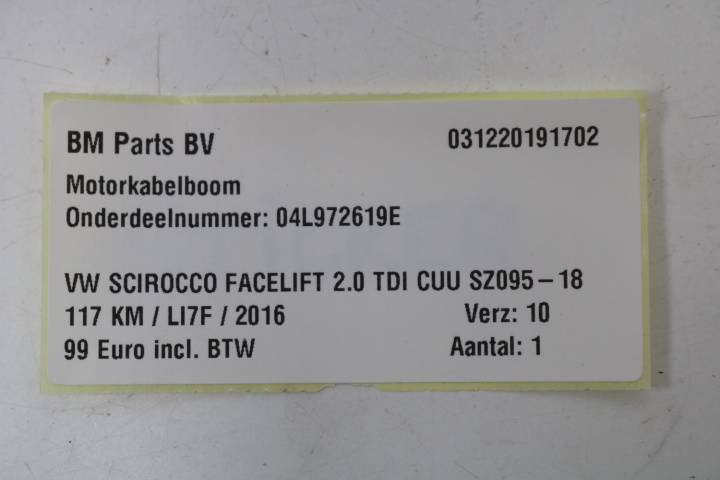 BM Parts BV 031220191702
Motorkabelboom
Onderdeelnummer: 04L972619E
VW SCIROCCO FACELIFT 2.0 TDI CUU SZ095-18
117 KM / LI7F / 2016 Verz: 10
99 Euro incl. BTW Aantal: 1